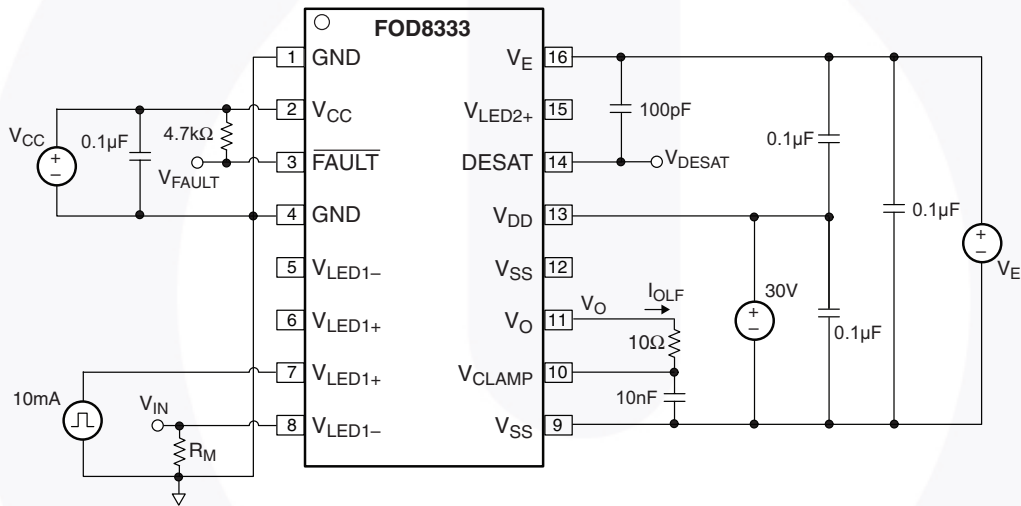 FOD8333
1 GND
2 VCC
3 FAULT
4 GND
5 VLED1–
6 VLED1+
7 VLED1+
8 VLED1–
VE 16
VLED2+ 15
DESAT 14
VDD 13
VSS 12
VO 11
VCLAMP 10
VSS 9
VCC
+
–
0.1µF
4.7kΩ
VFAULT
10mA
VIN
RM
100pF
VDESAT
0.1µF
0.1µF
0.1µF
+
–
VE
30V
+
–
VO
IOLF
10Ω
10nF